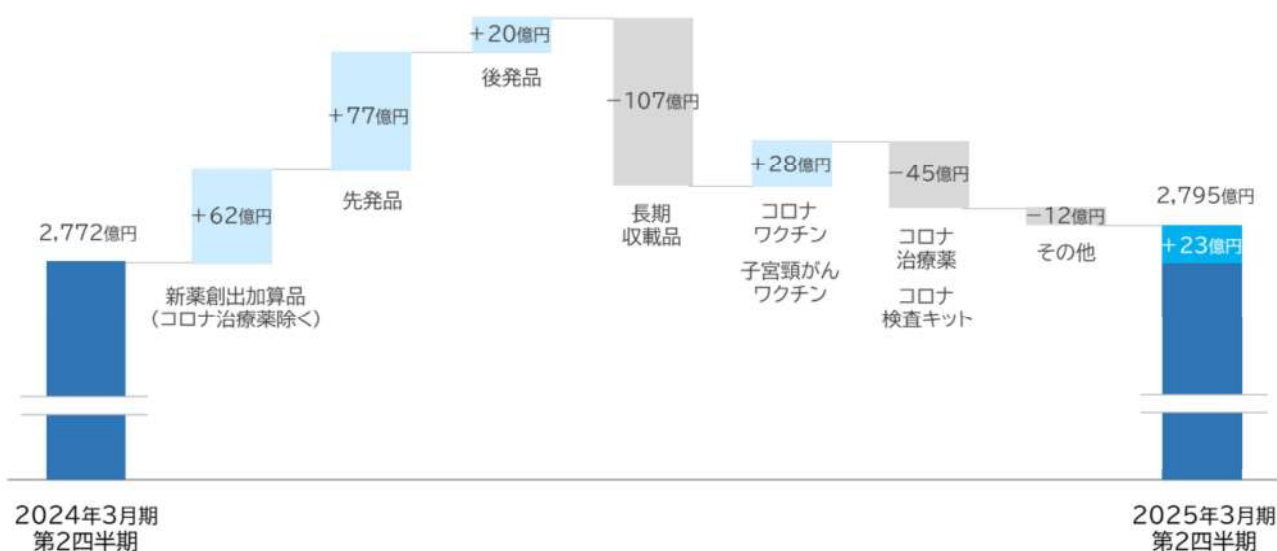 +20億円
後発品
+77億円
先発品
-107億円
長期
収載品
+62億円
新薬創出加算品
(コロナ治療薬除く)
2,772億円
+28億円
コロナ
ワクチン
子宮頸がん
ワクチン
-45億円
コロナ
治療薬
コロナ
検査キット
-12億円
その他
2,795億円
+23億円
2024年3月期
第2四半期
2025年3月期
第2四半期